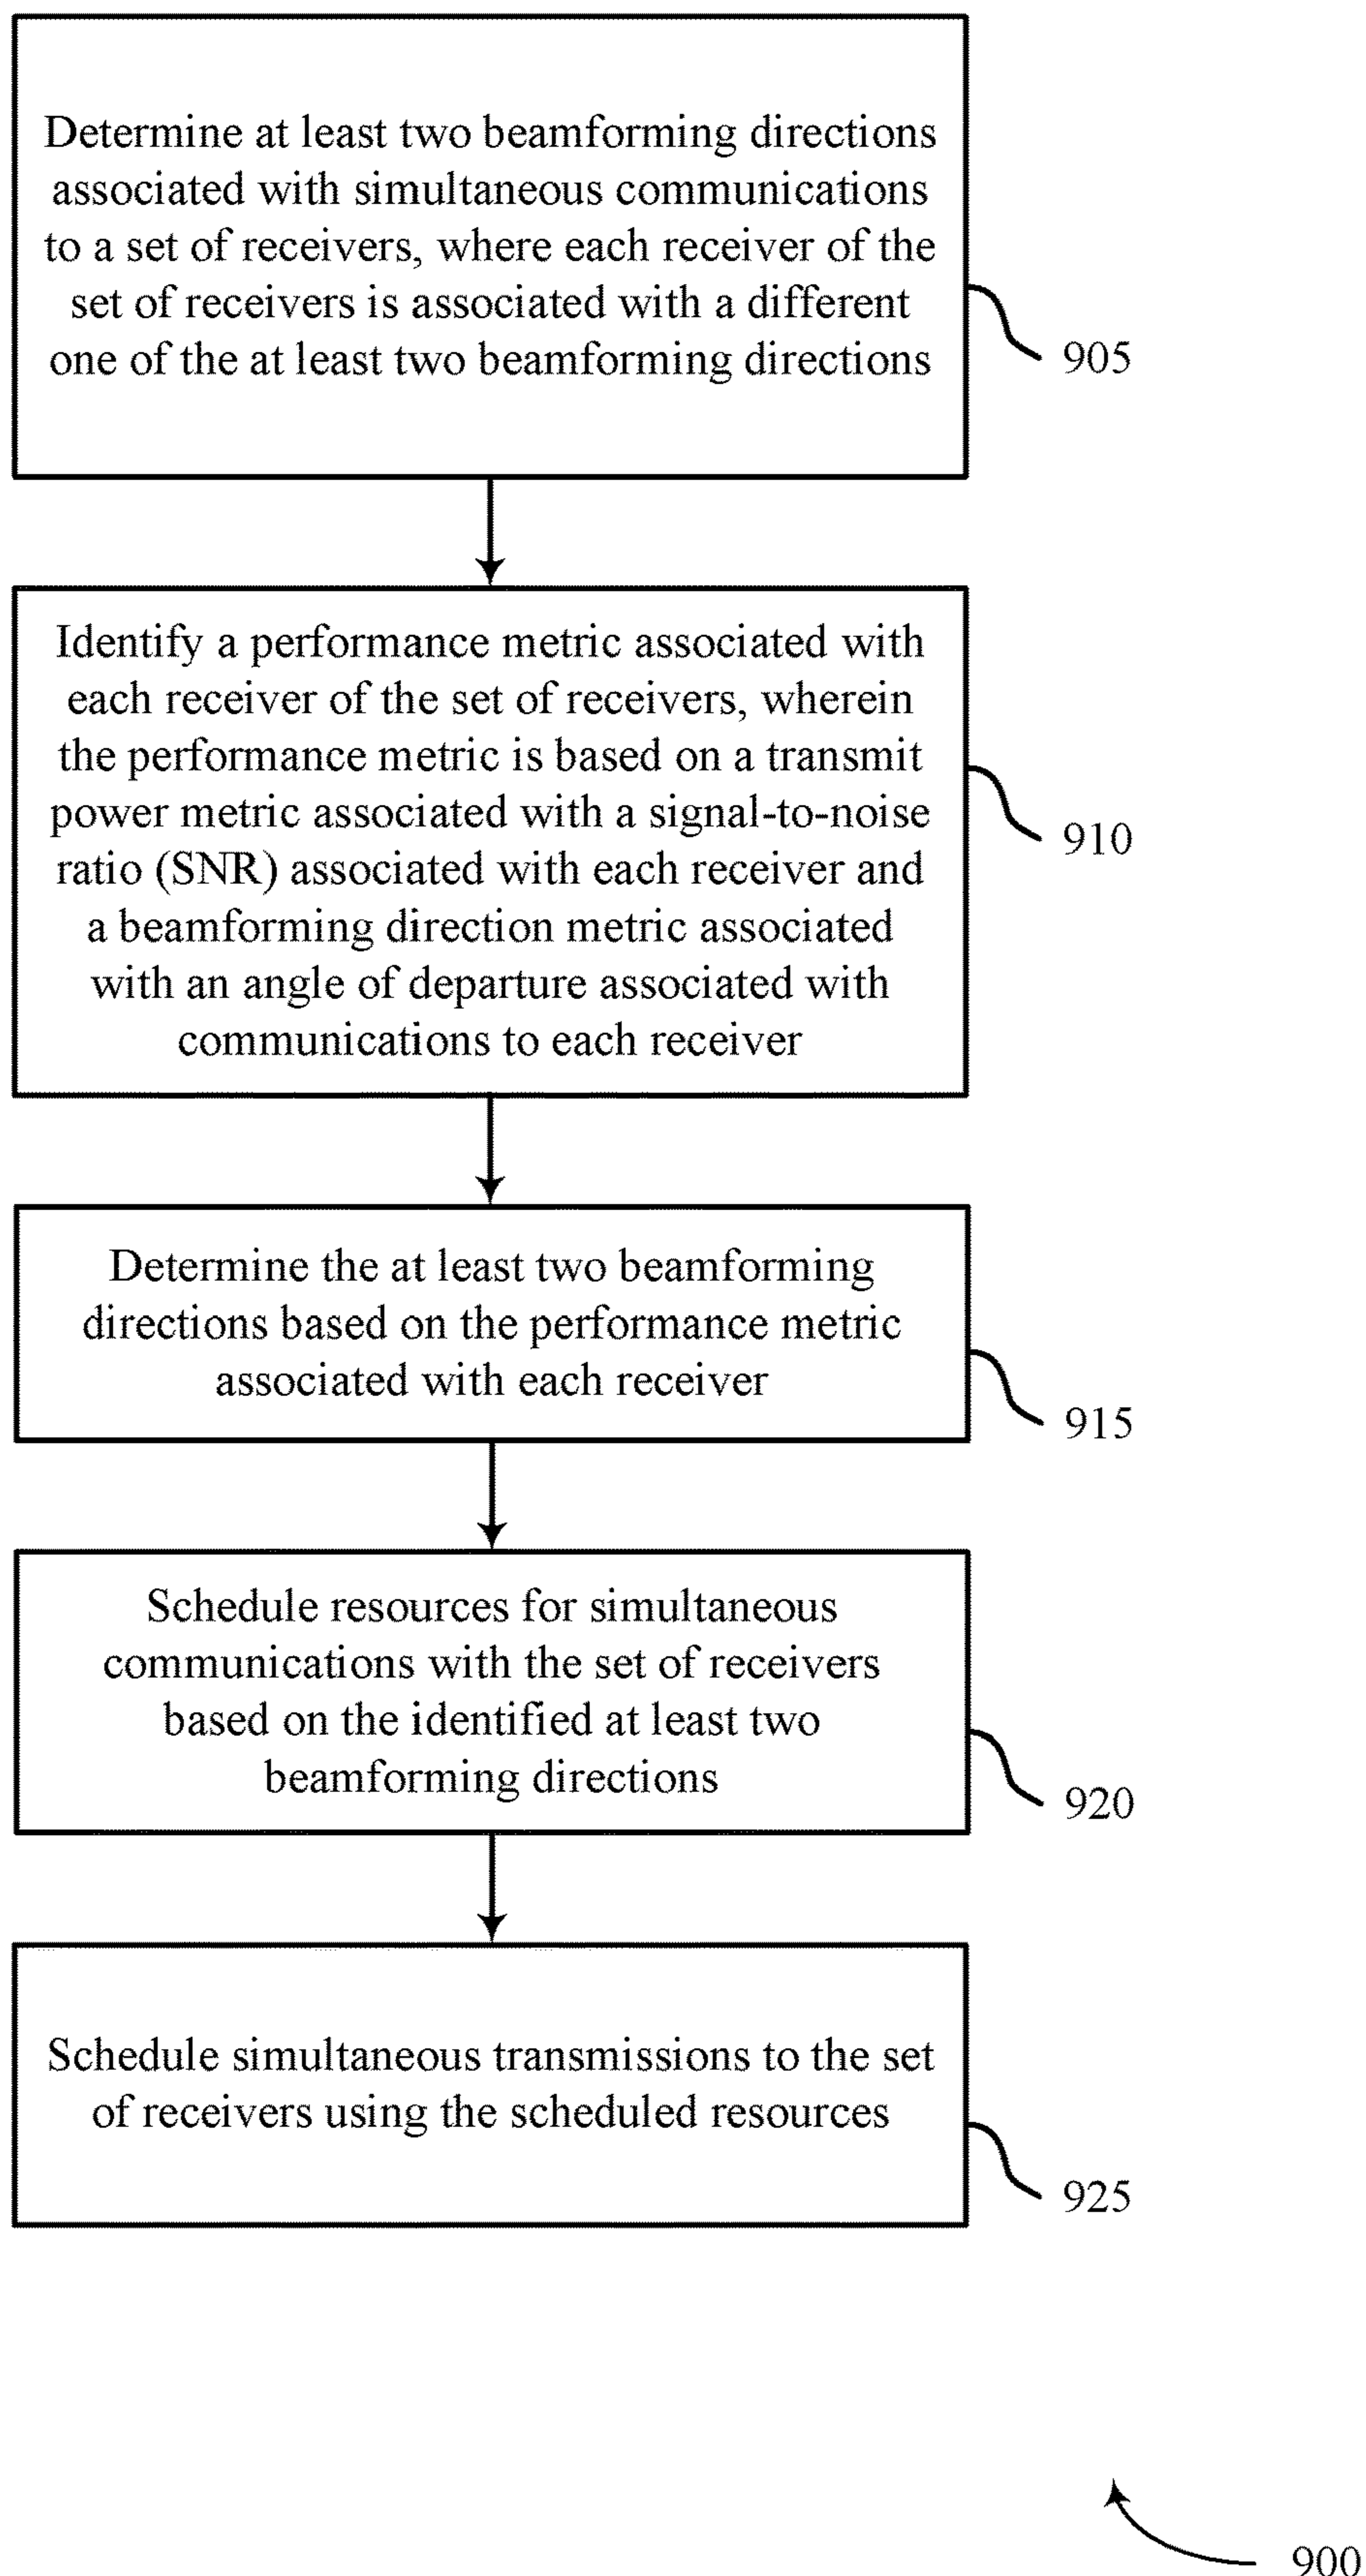 Determine at least two beamforming directions
associated with simultaneous communications
to a set of receivers, where each receiver of the
set of receivers is associated with a different
one of the at least two beamforming directions
905
Identify a performance metric associated with
each receiver of the set of receivers, wherein
the performance metric is based on a transmit
power metric associated with a signal-to-noise
ratio (SNR) associated with each receiver and
a beamforming direction metric associated
with an angle of departure associated with
communications to each receiver
910
Determine the at least two beamforming
directions based on the performance metric
associated with each receiver
915
Schedule resources for simultaneous
communications with the set of receivers
based on the identified at least two
beamforming directions
920
Schedule simultaneous transmissions to the set
of receivers using the scheduled resources
925
900